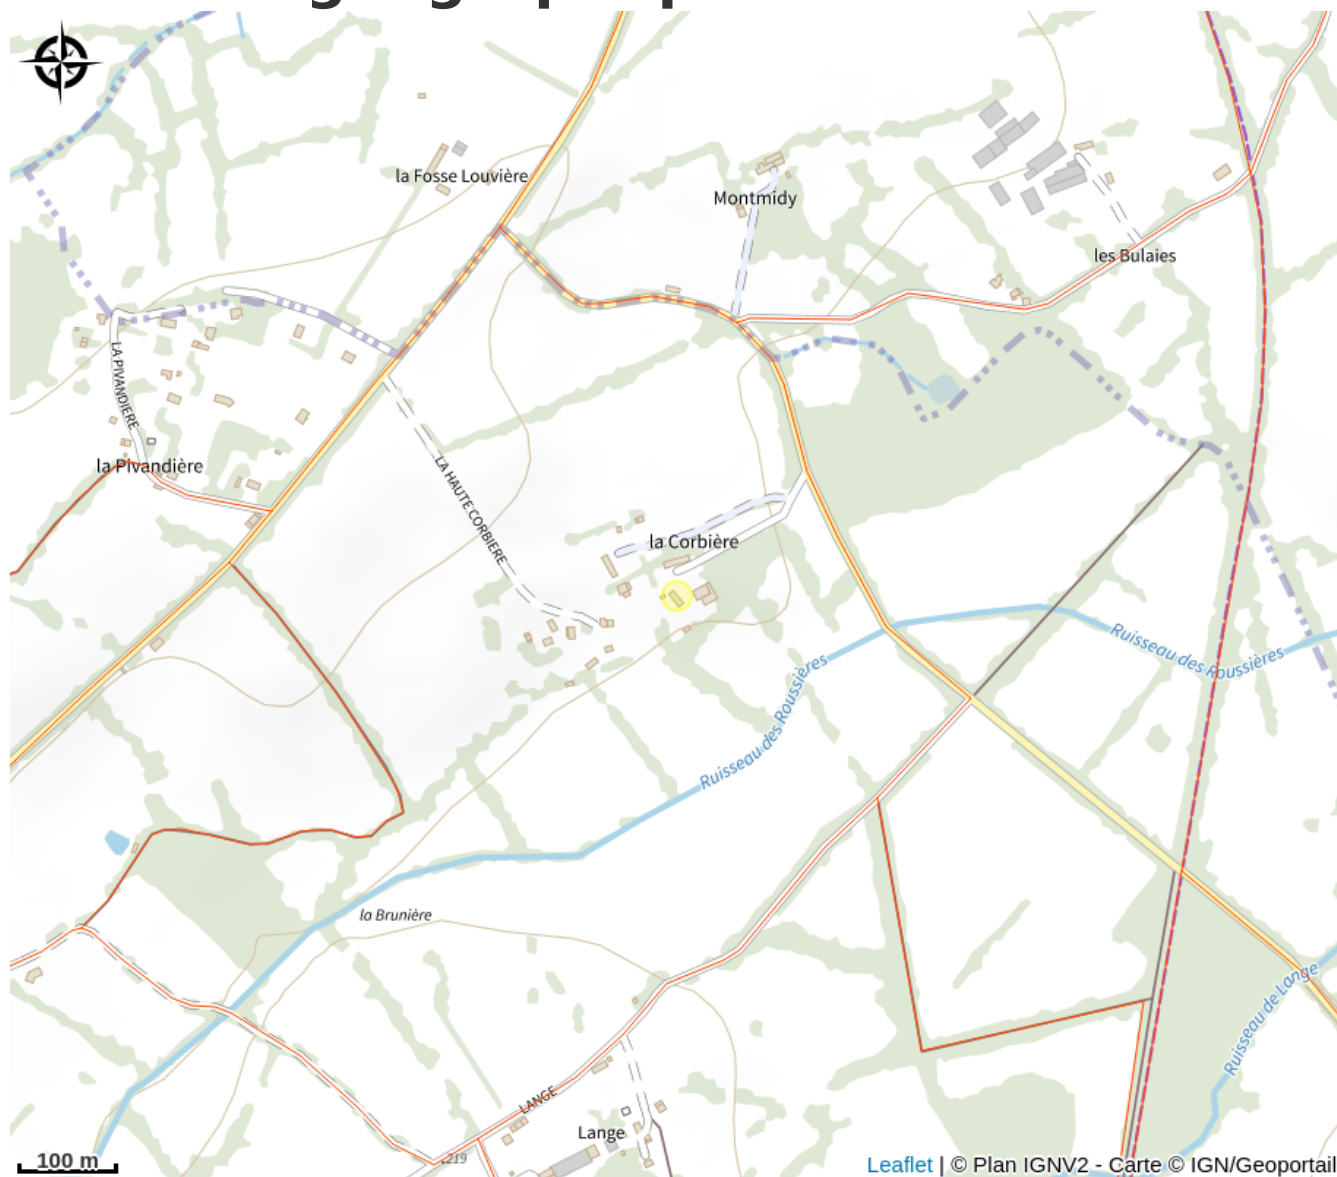 la Fosse Louvière
Montmidy
les Bulaies
LA PIVANDIERE
la Pivandière
LA HAUTE CORBIERE
la Corbière
Ruisseau des Roussières
Ruisseau des Roussières
la Brunière
Ruisseau de Lange
LANGE
Lange
219
100 m
Leaflet | © Plan IGNV2 - Carte © IGN/Geoportail